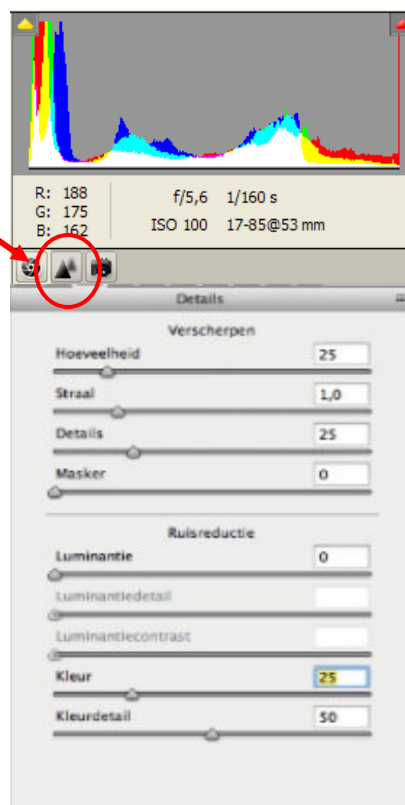 R: 188
G: 175
B: 162
f/5,6 1/160 s
ISO 100 17-85@53 mm
Details
Verscherpen
Hoeveelheid 25
Straal 1,0
Details 25
Masker 0
Ruisreductie
Luminantie 0
Luminantiedetail
Luminantiecontrast
Kleur 25
Kleurdetail 50